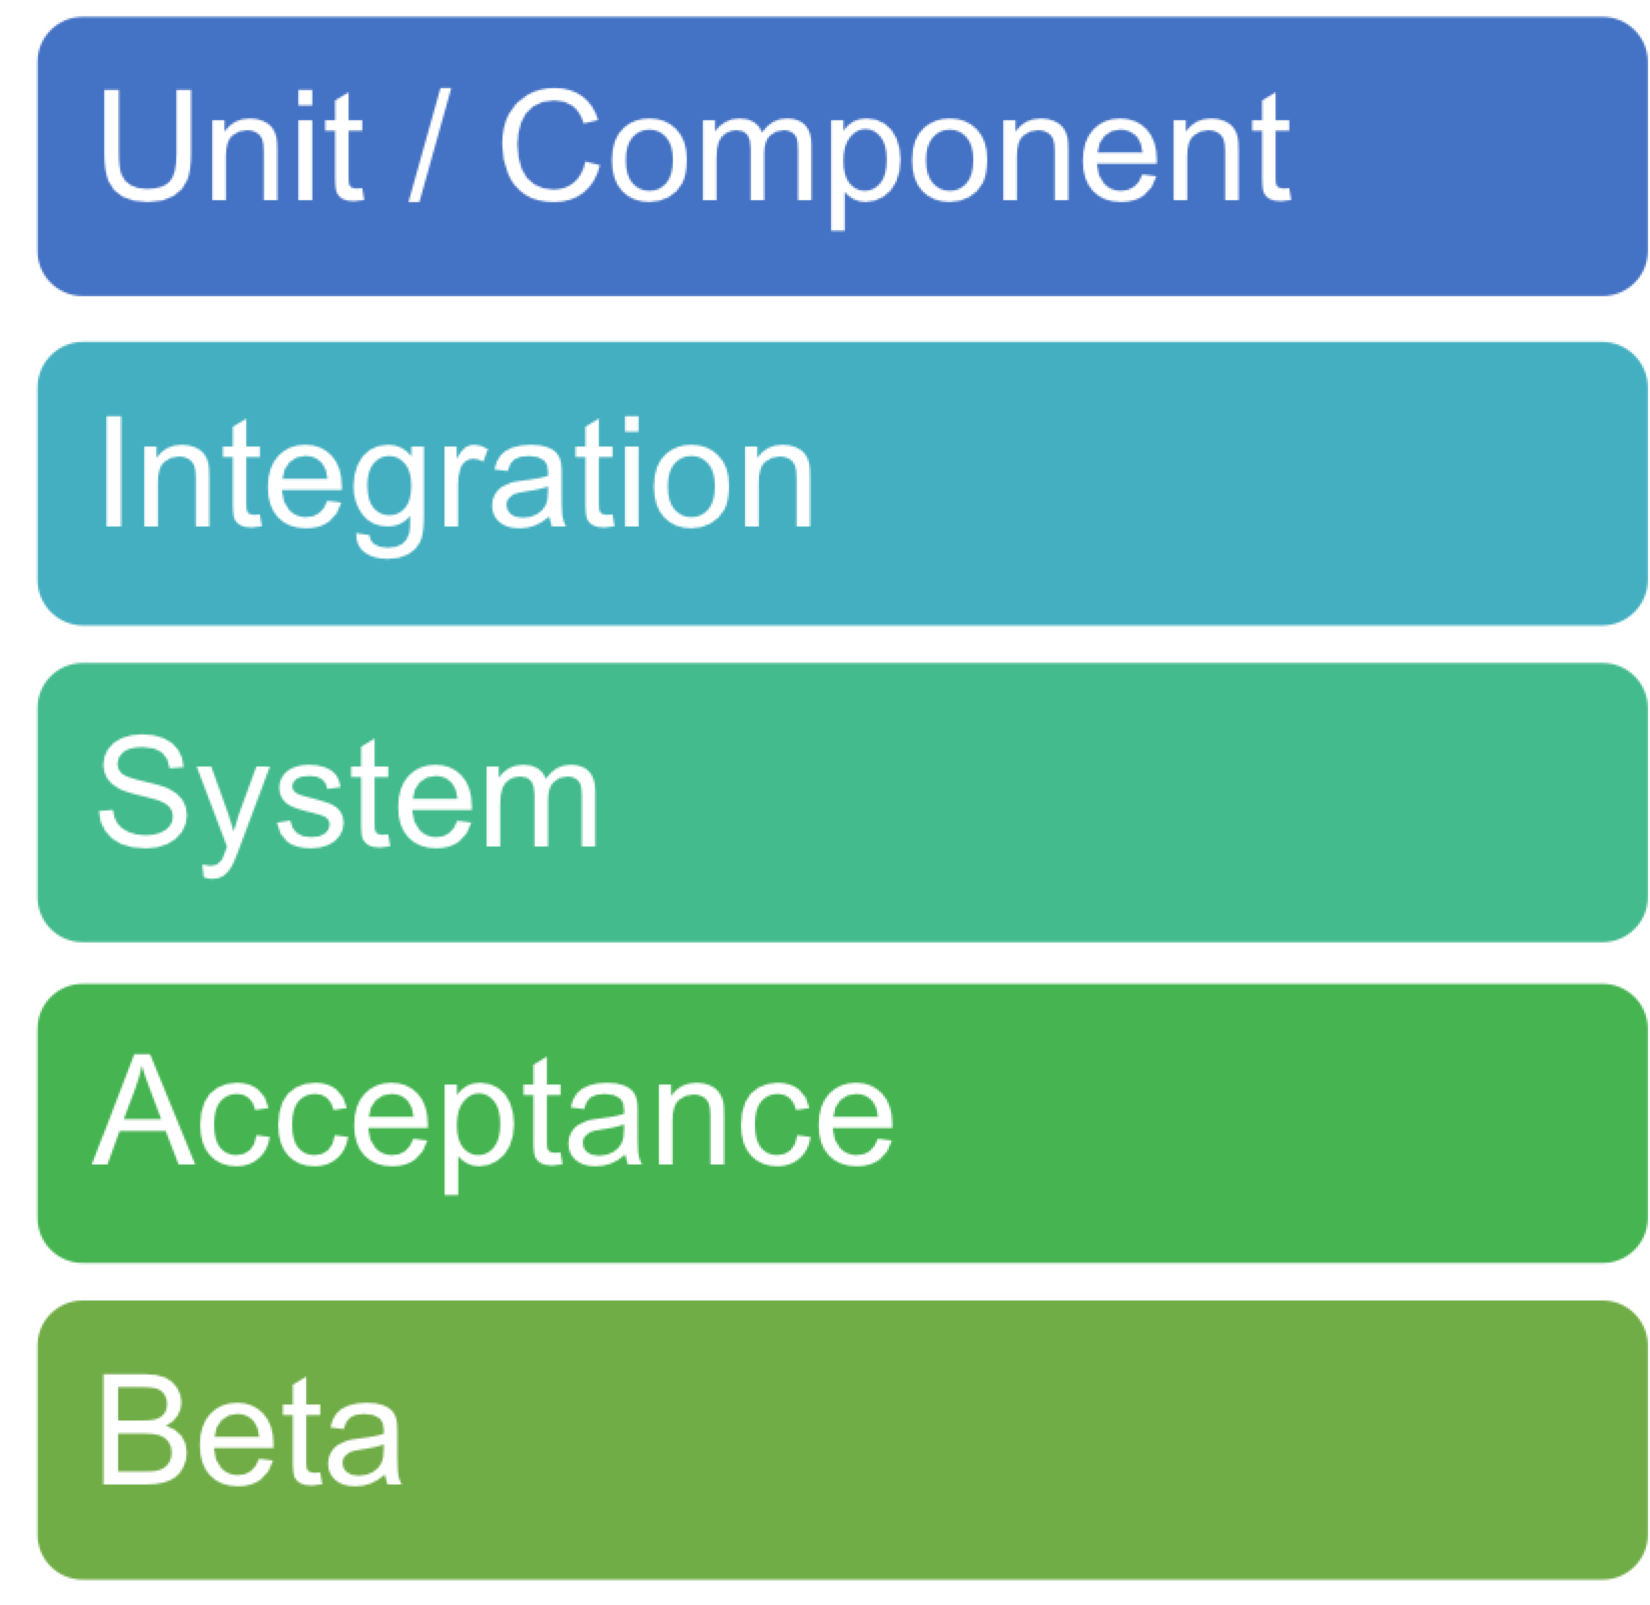 Unit / Component
Integration
System
Acceptance
Beta